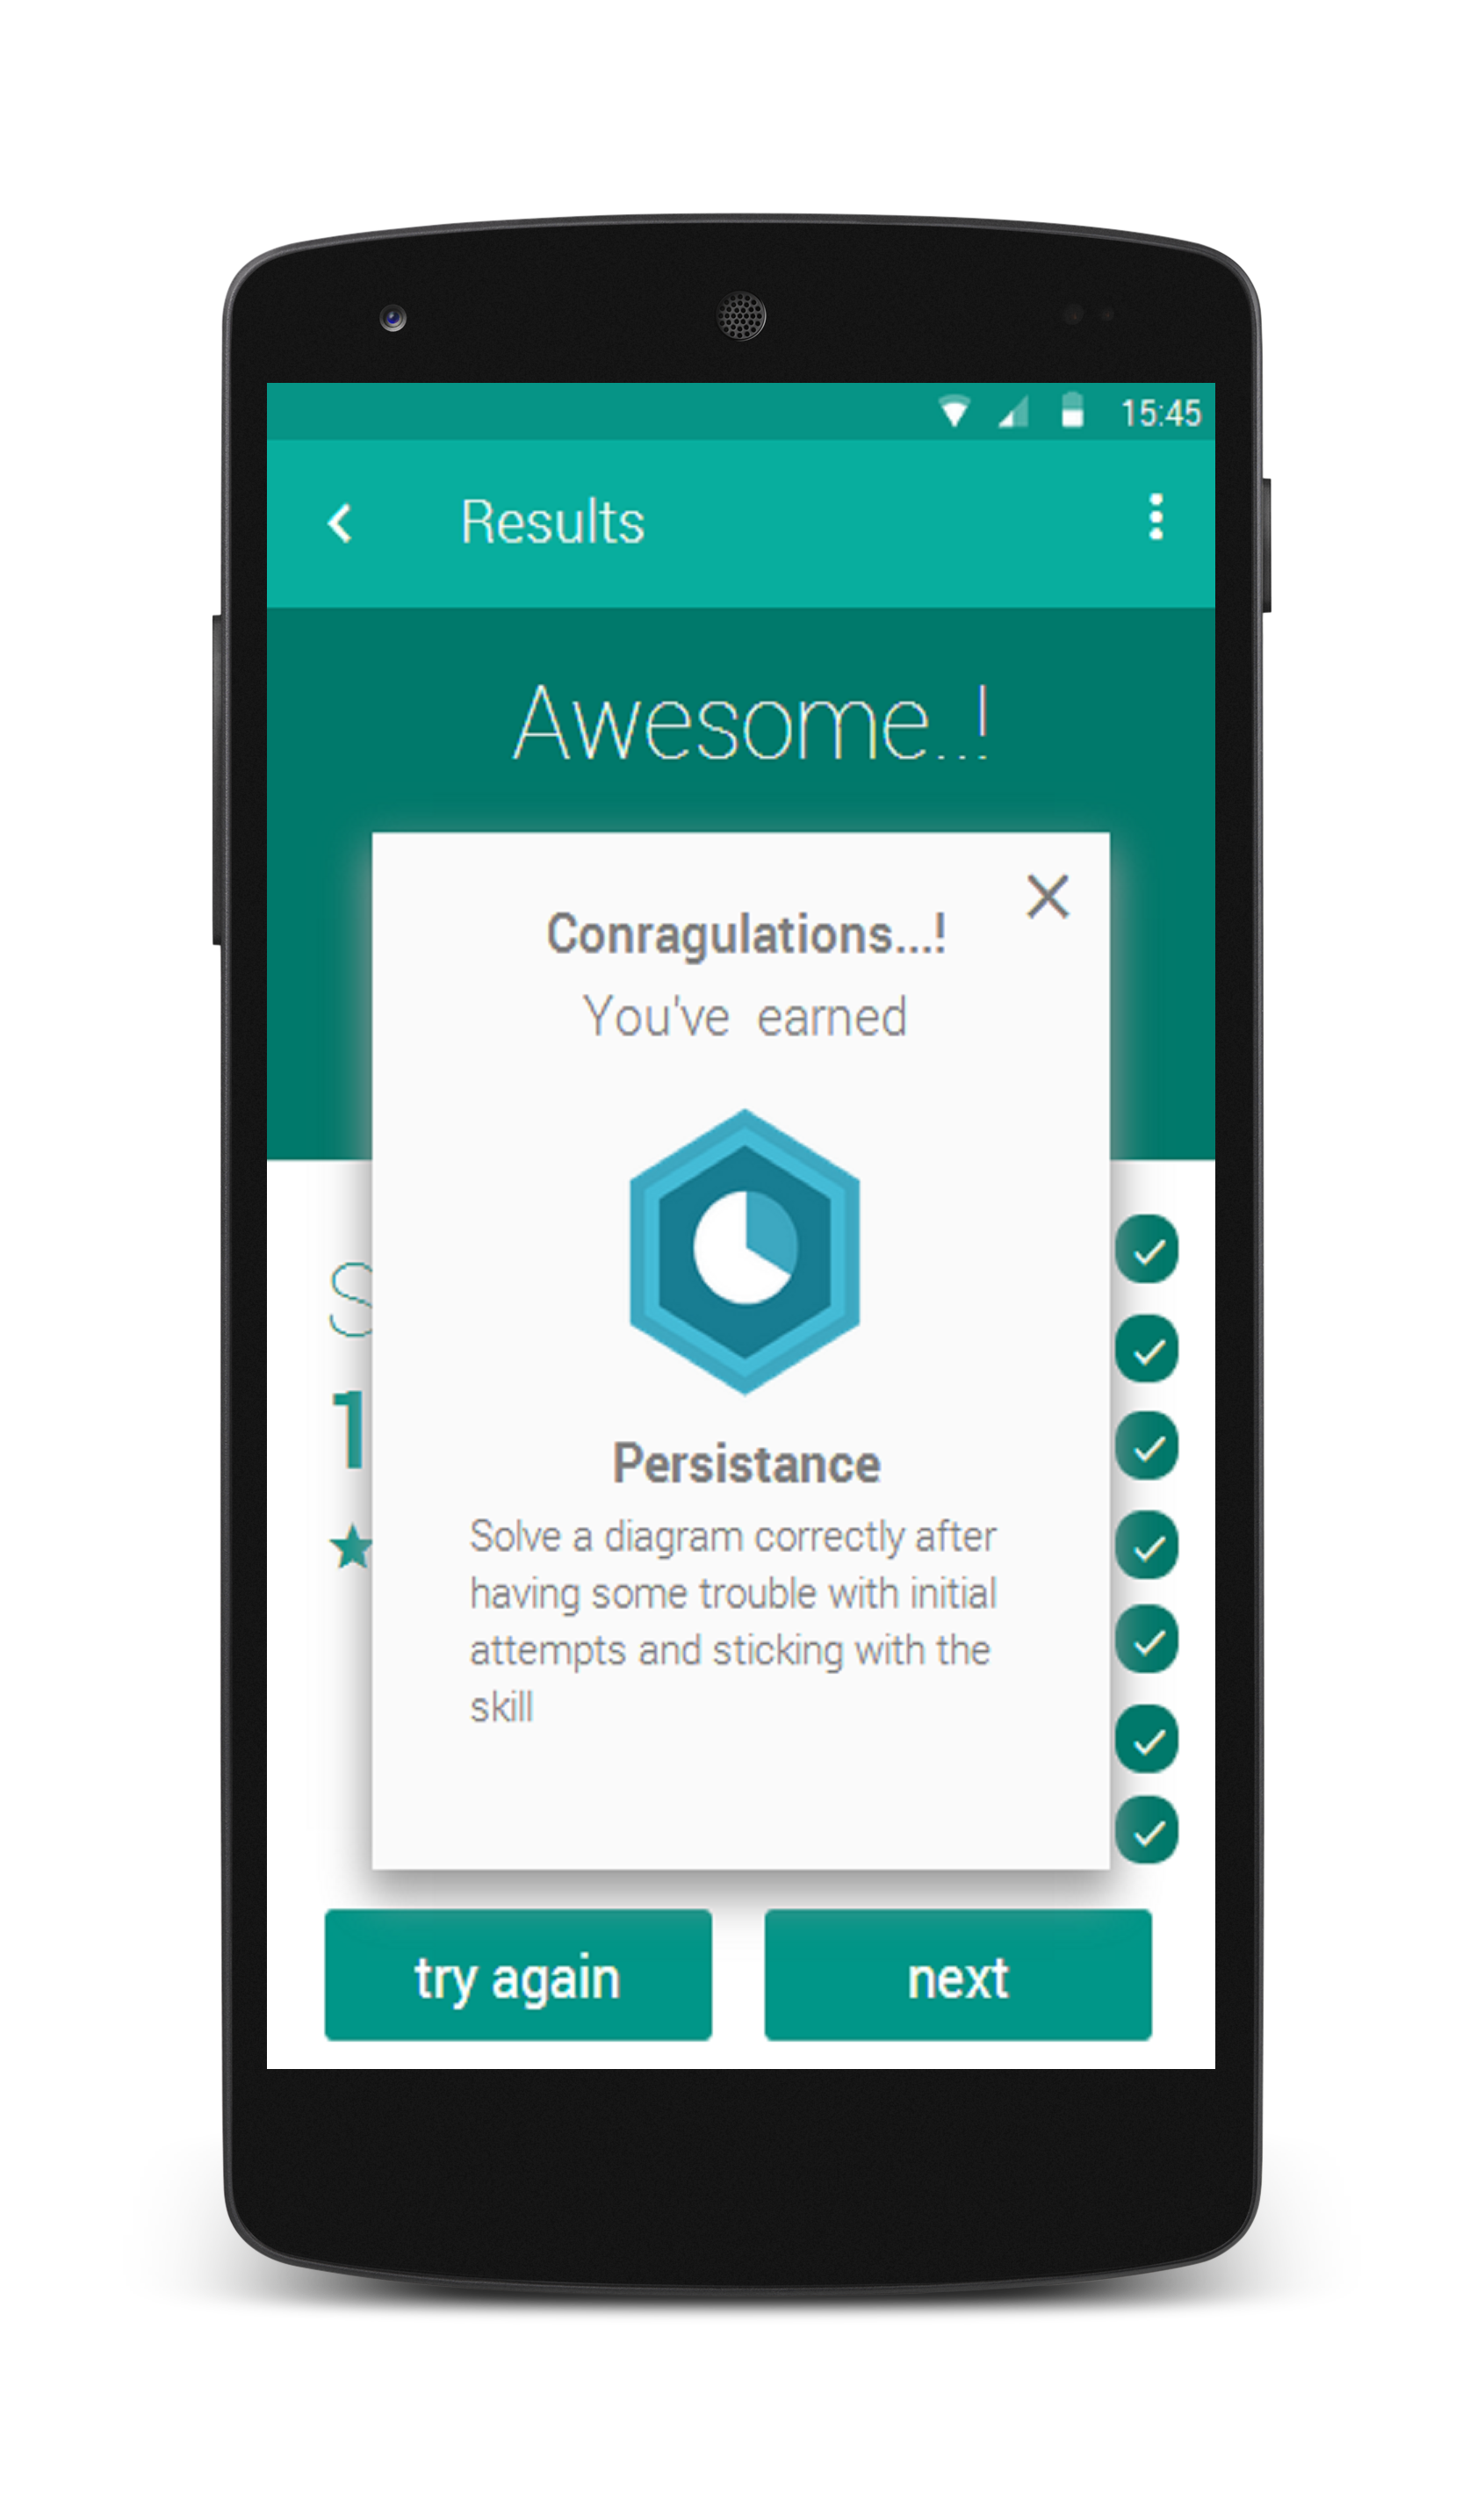 15:45
Results
Awesome..!
Conragulations...!
You've earned
Persistance
Solve a diagram correctly after
having some trouble with initial
attempts and sticking with the
skill
S
1
try again
next